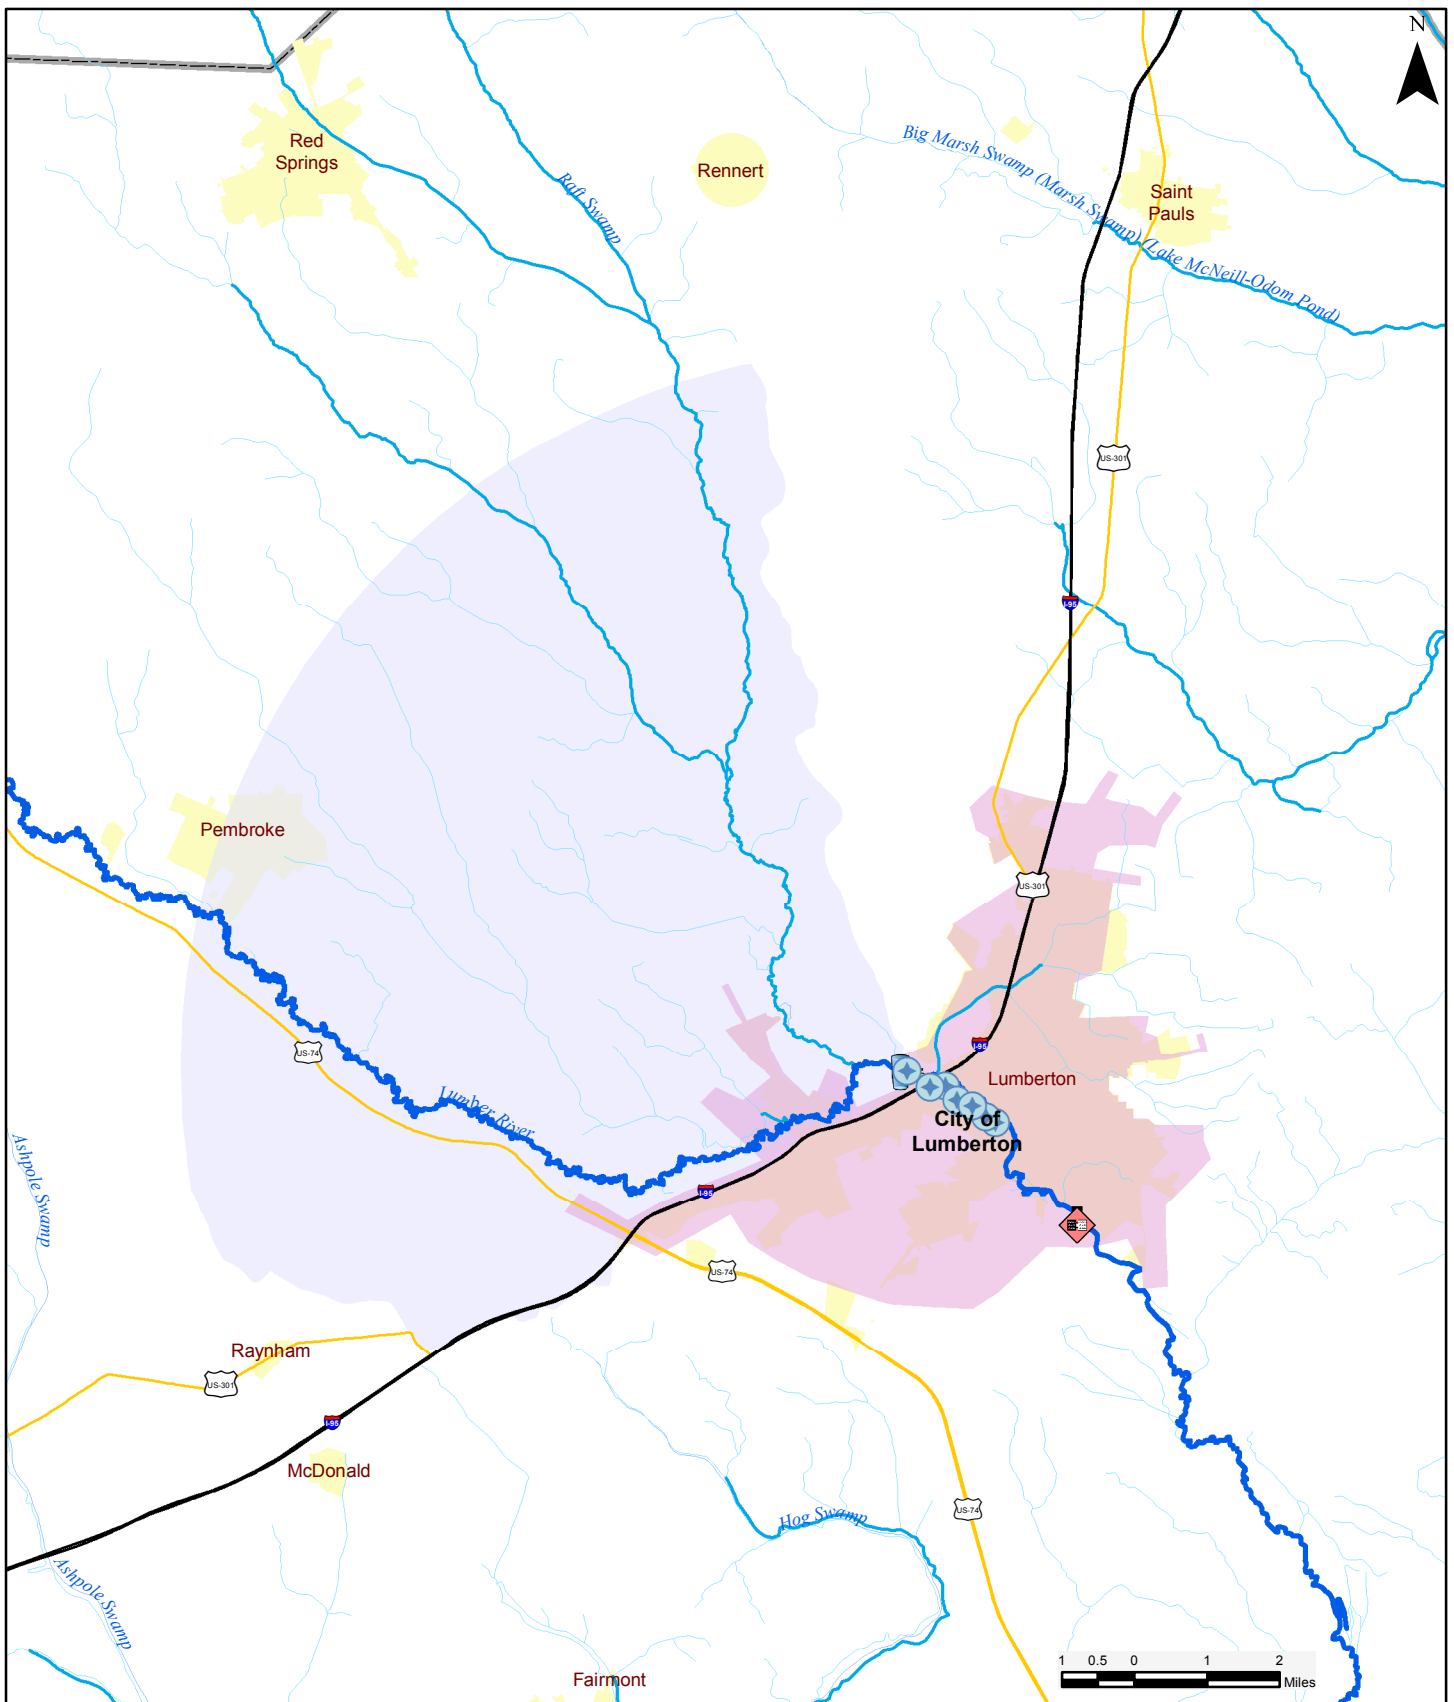 N
Red
Springs
Rennert
Raft Swamp
Big Marsh Swamp (Marsh Swamp) (Lake McNeill-Odom Pond)
Saint
Pauls
US-301
I-95
Pembroke
US-301
US-74
Lumber River
I-95
Lumberton
City of
Lumberton
Ashpole Swamp
I-95
US-74
Raynham
US-301
I-95
McDonald
Hog Swamp
US-74
Ashpole Swamp
Fairmont
1 0.5 0 1 2
Miles